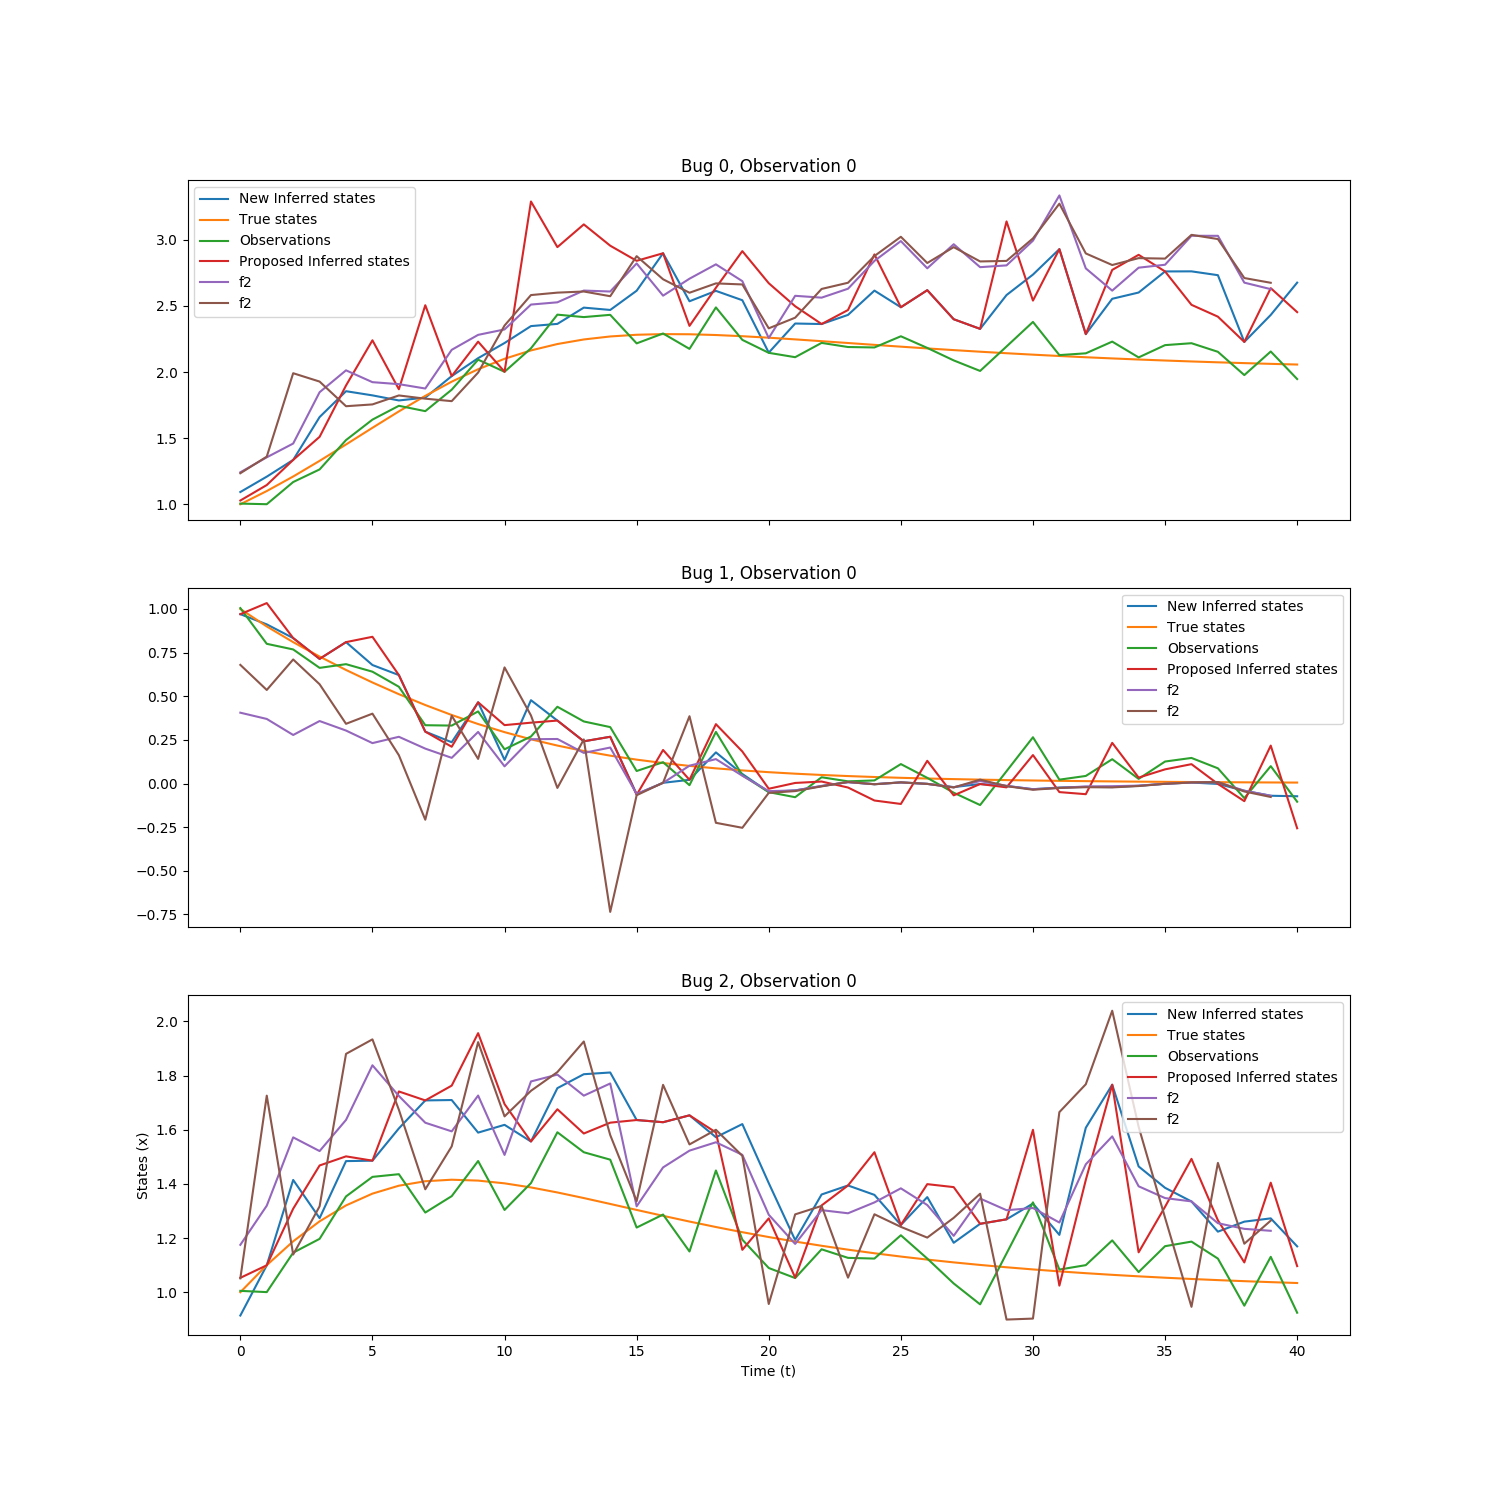 Bug 0, Observation 0
New Inferred states
True states
Observations
Proposed Inferred states
f2
f2
3.0
2.5
2.0
1.5
1.0
Bug 1, Observation 0
New Inferred states
True states
Observations
Proposed Inferred states
f2
f2
1.00
0.75
0.50
0.25
0.00
−0.25
−0.50
−0.75
Bug 2, Observation 0
New Inferred states
True states
Observations
Proposed Inferred states
f2
f2
2.0
1.8
1.6
1.4
1.2
1.0
States (x)
0 5 10 15 20 25 30 35 40
Time (t)